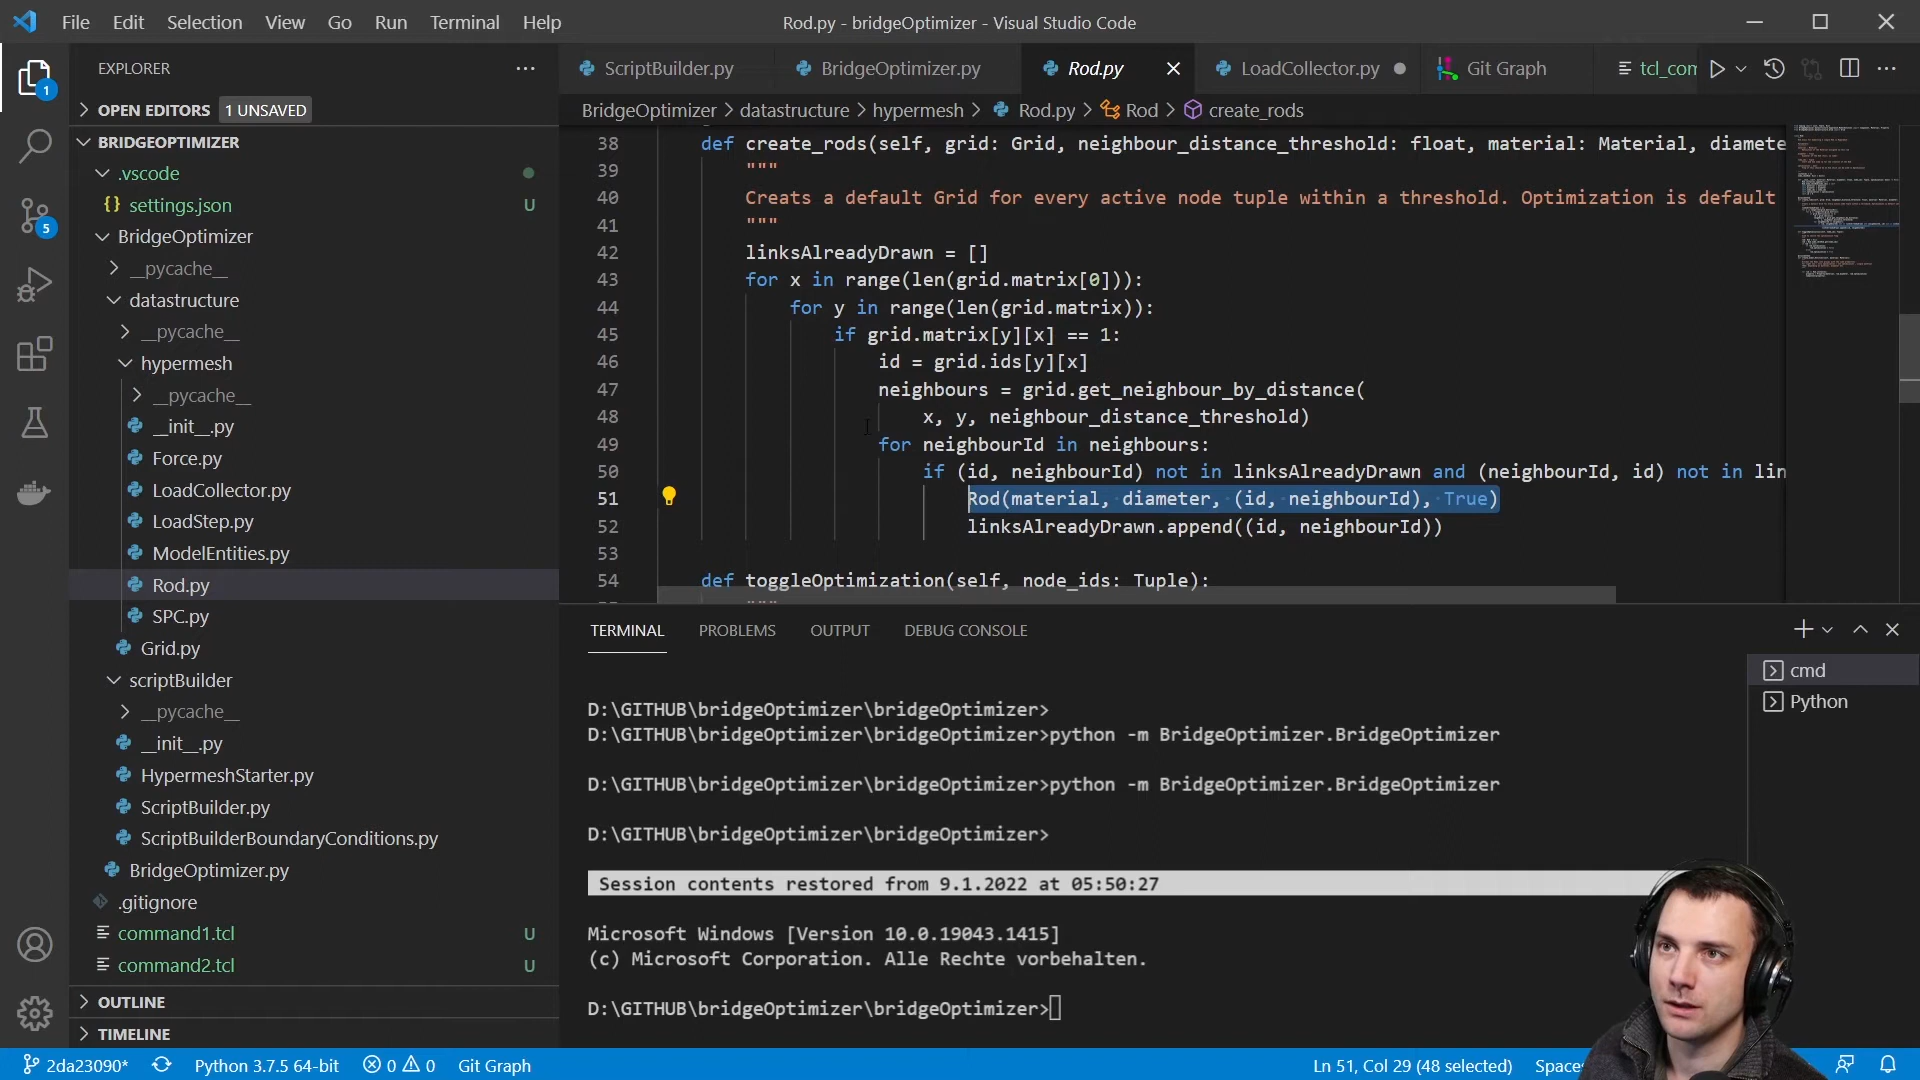 File Edit Selection View Go Run Terminal Help
Rod.py - bridgeOptimizer - Visual Studio Code
EXPLORER
OPEN EDITORS 1 UNSAVED
BRIDGEOPTIMIZER
.vscode
settings.json U
BridgeOptimizer
__pycache__
datastructure
__pycache__
hypermesh
__pycache__
__init__.py
Force.py
LoadCollector.py
LoadStep.py
ModelEntities.py
Rod.py
SPC.py
Grid.py
scriptBuilder
__pycache__
__init__.py
HypermeshStarter.py
ScriptBuilder.py
ScriptBuilderBoundaryConditions.py
BridgeOptimizer.py
.gitignore
command1.tcl U
command2.tcl U
OUTLINE
TIMELINE
1
5
ScriptBuilder.py BridgeOptimizer.py Rod.py LoadCollector.py Git Graph tcl_com
BridgeOptimizer > datastructure > hypermesh > Rod.py > Rod > create_rods
38 def create_rods(self, grid: Grid, neighbour_distance_threshold: float, material: Material, diamete
39 """
40 Creats a default Grid for every active node tuple within a threshold. Optimization is default
41 """
42 linksAlreadyDrawn = []
43 for x in range(len(grid.matrix[0])):
44 for y in range(len(grid.matrix)):
45 if grid.matrix[y][x] == 1:
46 id = grid.ids[y][x]
47 neighbours = grid.get_neighbour_by_distance(
48 x, y, neighbour_distance_threshold)
49 for neighbourId in neighbours:
50 if (id, neighbourId) not in linksAlreadyDrawn and (neighbourId, id) not in lin
51 Rod(material, diameter, (id, neighbourId), True)
52 linksAlreadyDrawn.append((id, neighbourId))
53
54 def toggleOptimization(self, node_ids: Tuple):
"""
TERMINAL PROBLEMS OUTPUT DEBUG CONSOLE
cmd
Python
D:\GITHUB\bridgeOptimizer\bridgeOptimizer>
D:\GITHUB\bridgeOptimizer\bridgeOptimizer>python -m BridgeOptimizer.BridgeOptimizer
D:\GITHUB\bridgeOptimizer\bridgeOptimizer>python -m BridgeOptimizer.BridgeOptimizer
D:\GITHUB\bridgeOptimizer\bridgeOptimizer>
Session contents restored from 9.1.2022 at 05:50:27
Microsoft Windows [Version 10.0.19043.1415]
(c) Microsoft Corporation. Alle Rechte vorbehalten.
D:\GITHUB\bridgeOptimizer\bridgeOptimizer>
2da23090* Python 3.7.5 64-bit 0 0 Git Graph Ln 51, Col 29 (48 selected) Space